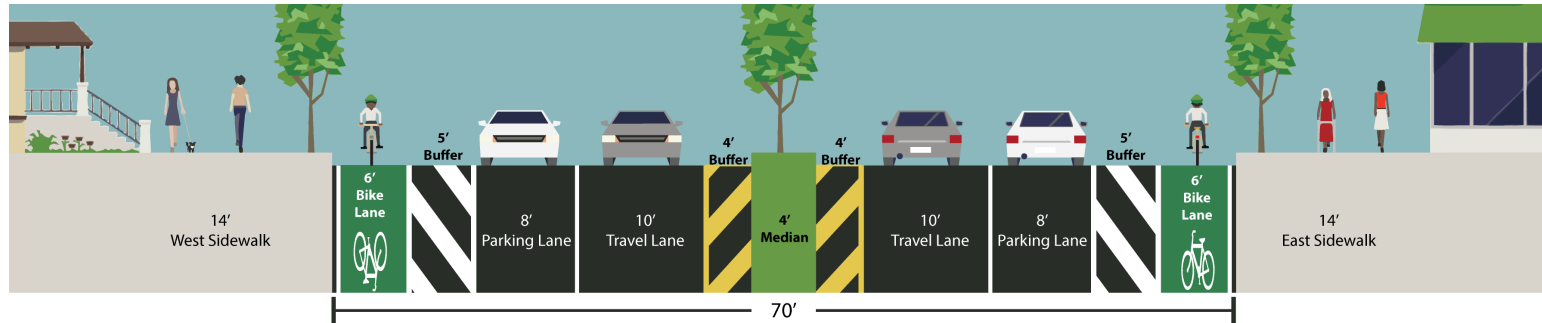 14’
West Sidewalk
6’
Bike
Lane
5’
Buffer
8’
Parking Lane
10’
Travel Lane
4’
Buffer
4’
Median
4’
Buffer
10’
Travel Lane
8’
Parking Lane
5’
Buffer
6’
Bike
Lane
14’
East Sidewalk
70’